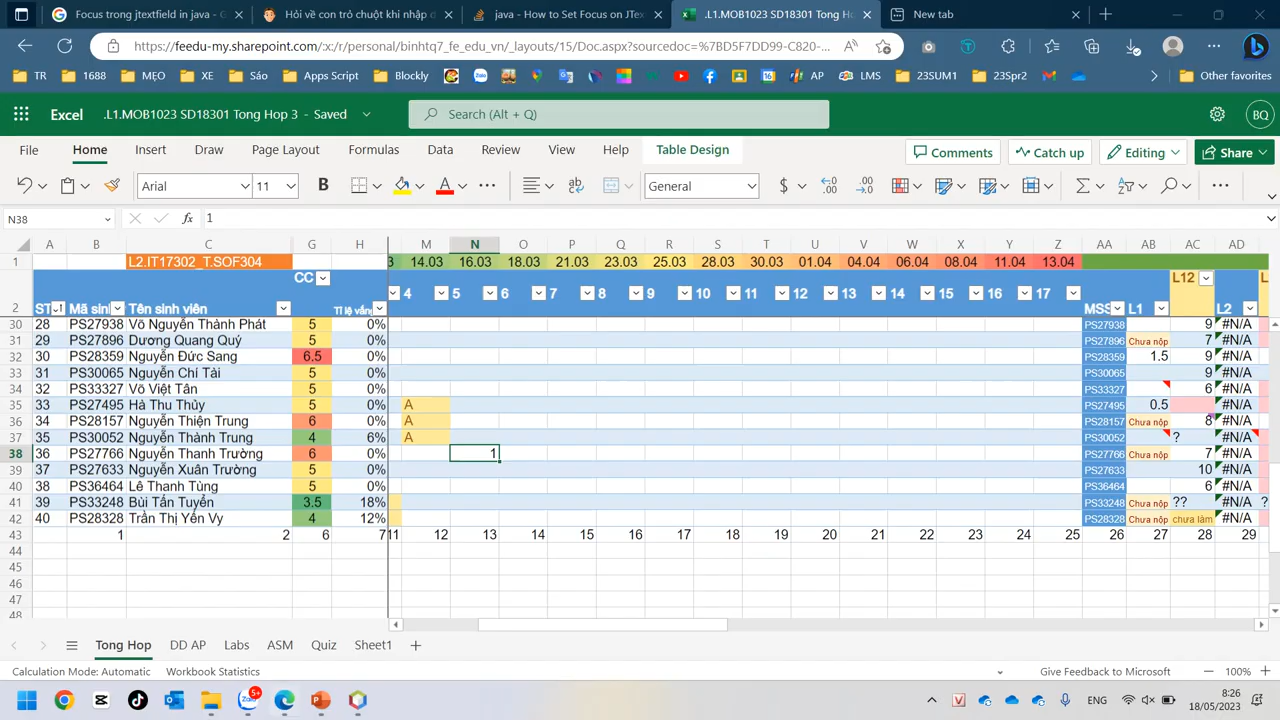 Focus on jtextfield in java - G
Hỏi về con trỏ chuột khi nhập d
java - How to Set Focus on JTex
.L1.MOB1023 SD18301 Tong H
New tab
https://feedu-my.sharepoint.com/:x:/r/personal/binhtq7_fe_edu_vn/_layouts/15/Doc.aspx?sourcedoc=%7BD5F7DD99-C820-...
TR 1688 MẸO XE Sáo Apps Script Blockly AP LMS 23SUM1 23Spr2 Other favorites
Excel .L1.MOB1023 SD18301 Tong Hop 3 - Saved Search (Alt + Q) BQ
File Home Insert Draw Page Layout Formulas Data Review View Help Table Design Comments Catch up Editing Share
Arial 11 B A General $
N38 fx 1
A B C G H M N O P Q R S T U V W X Y Z AA AB AC AD
1 L2.IT17302_T.SOF304 3 14.03 16.03 18.03 21.03 23.03 25.03 28.03 30.03 01.04 04.04 06.04 08.04 11.04 13.04
CC L12 L
2 ST Mã sinh Tên sinh viên Tỉ lệ vắng 4 5 6 7 8 9 10 11 12 13 14 15 16 17 MSS L1 L2
30 28 PS27938 Võ Nguyễn Thành Phát 5 0% PS27938 9 #N/A
31 29 PS27896 Dương Quang Quý 5 0% PS27896 Chưa nộp 7 #N/A
32 30 PS28359 Nguyễn Đức Sang 6.5 0% PS28359 1.5 9 #N/A
33 31 PS30065 Nguyễn Chí Tài 5 0% PS30065 9 #N/A
34 32 PS33327 Võ Việt Tân 5 0% PS33327 6 #N/A
35 33 PS27495 Hà Thu Thủy 5 0% A PS27495 0.5 #N/A
36 34 PS28157 Nguyễn Thiện Trung 6 0% A PS28157 Chưa nộp 8 #N/A
37 35 PS30052 Nguyễn Thành Trung 4 6% A PS30052 ? #N/A
38 36 PS27766 Nguyễn Thanh Trường 6 0% 1 PS27766 Chưa nộp 7 #N/A
39 37 PS27633 Nguyễn Xuân Trường 5 0% PS27633 10 #N/A
40 38 PS36464 Lê Thanh Tùng 5 0% PS36464 6 #N/A
41 39 PS33248 Bùi Tấn Tuyển 3.5 18% PS33248 Chưa nộp ?? #N/A ?
42 40 PS28328 Trần Thị Yến Vy 4 12% PS28328 Chưa nộp chưa làm #N/A
43 1 2 6 7 11 12 13 14 15 16 17 18 19 20 21 22 23 24 25 26 27 28 29
44
45
46
47
48
Tong Hop DD AP Labs ASM Quiz Sheet1
Calculation Mode: Automatic Workbook Statistics Give Feedback to Microsoft 100%
5+ Zalo ENG 8:26
18/05/2023